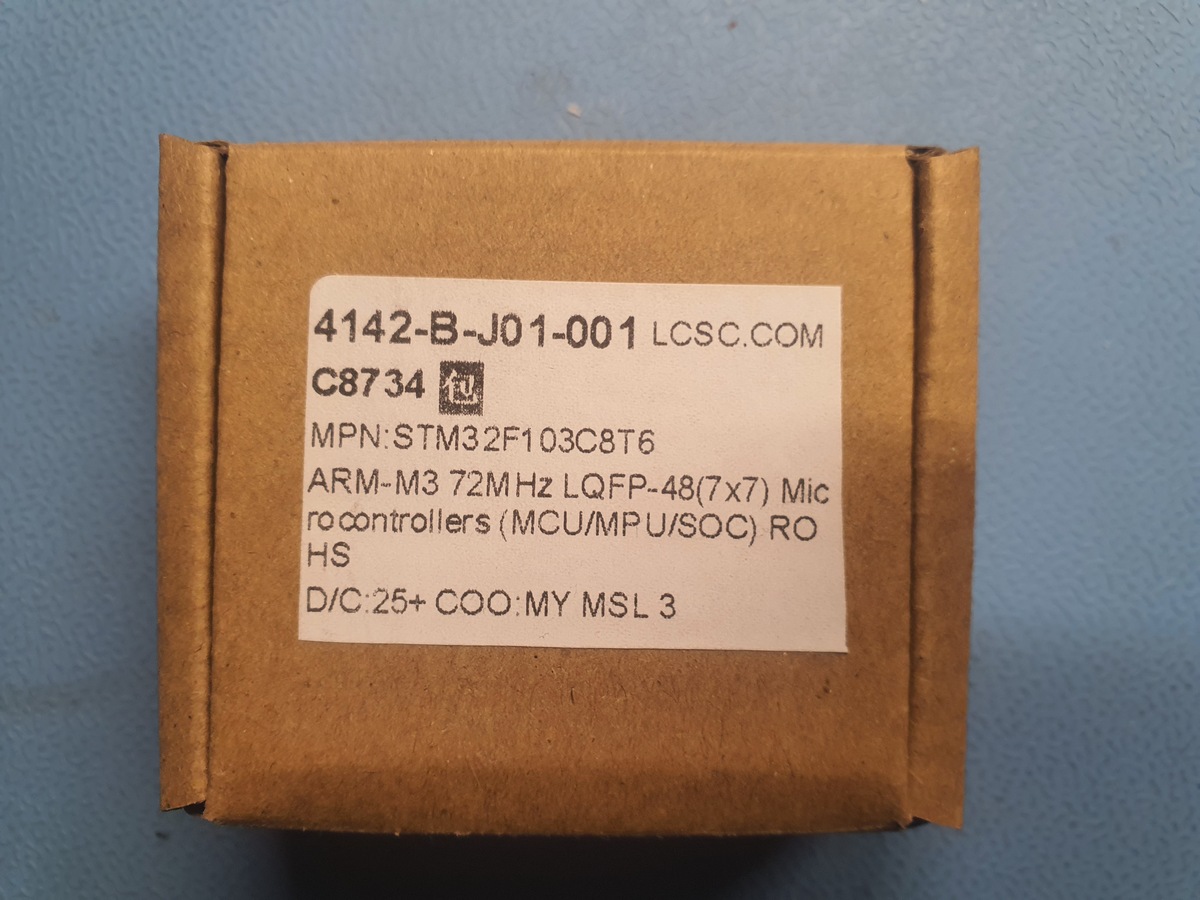 4142-B-J01-001 LCSC.COM
C8734
MPN:STM32F103C8T6
ARM-M3 72MHz LQFP-48(7x7) Mic
rocontrollers (MCU/MPU/SOC) RO
HS
D/C:25+ COO:MY MSL 3